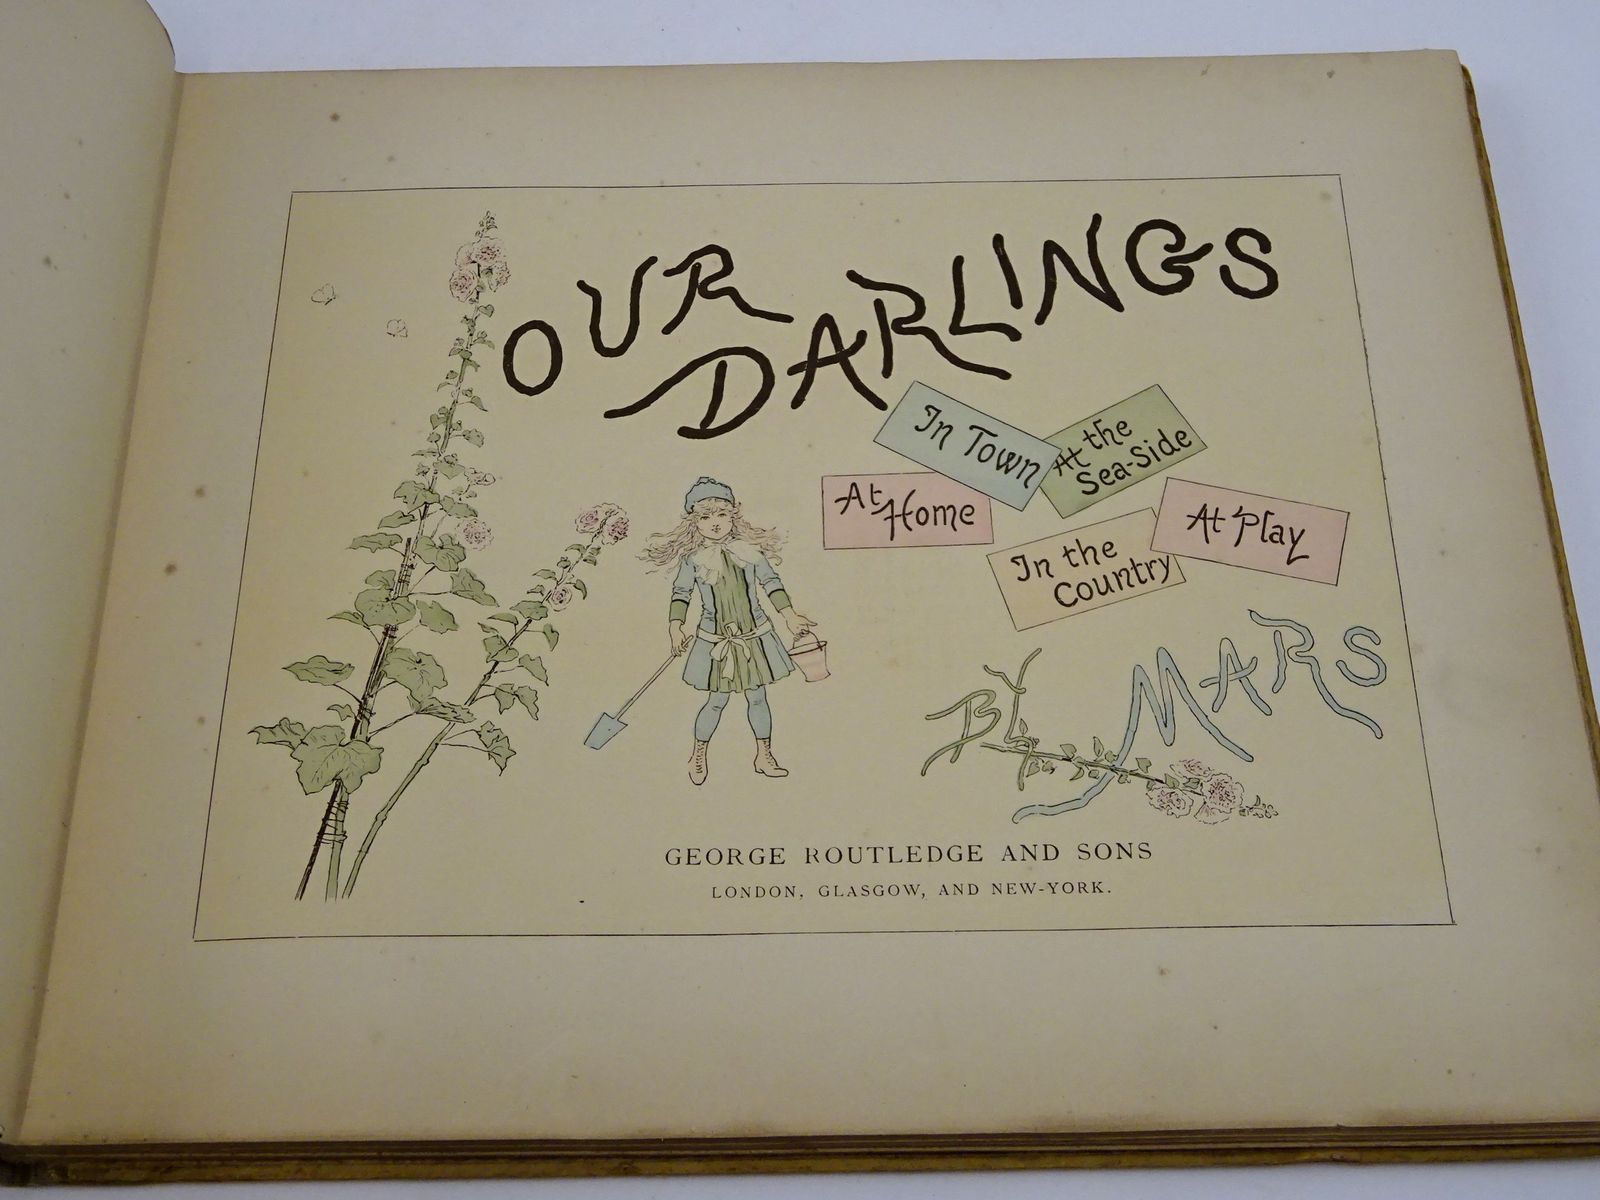 OUR
DARLINGS
In Town
At the
Sea-Side
At
Home
At Play
In the
Country
BY MARS
GEORGE ROUTLEDGE AND SONS
LONDON, GLASGOW, AND NEW-YORK.